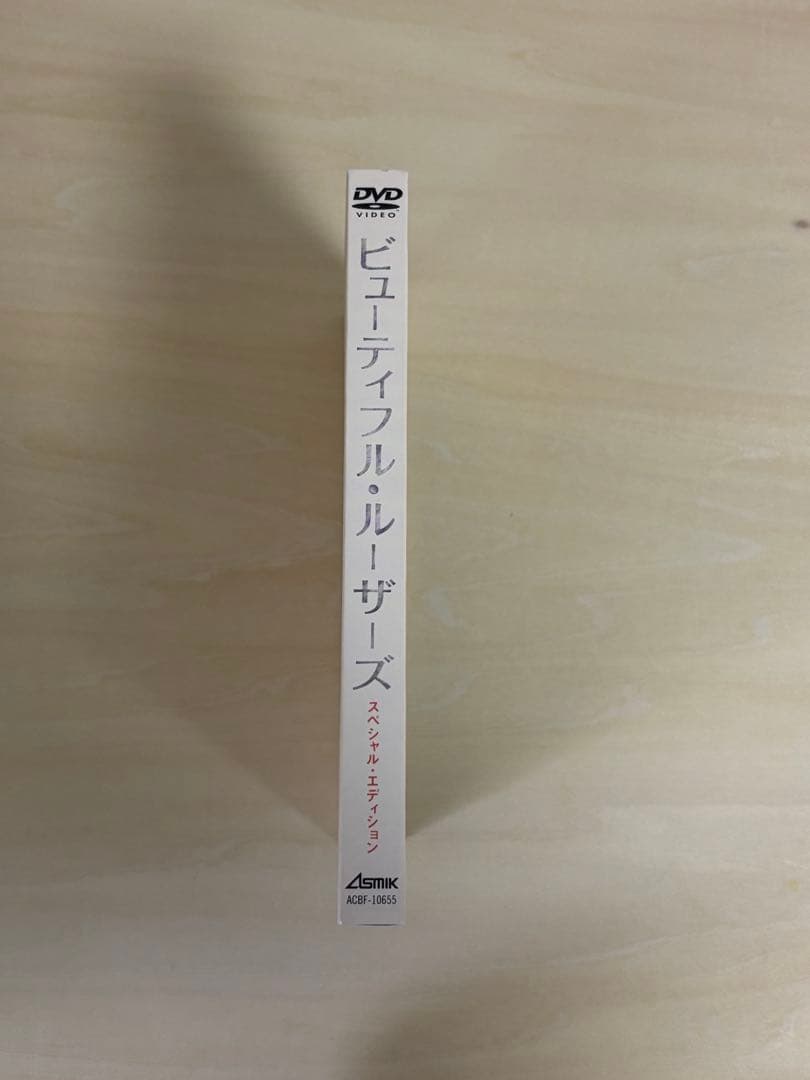 DVD
VIDEO
ビューティフル・ルーザーズ
スペシャル・エディション
ASMIK
ACBF-10655